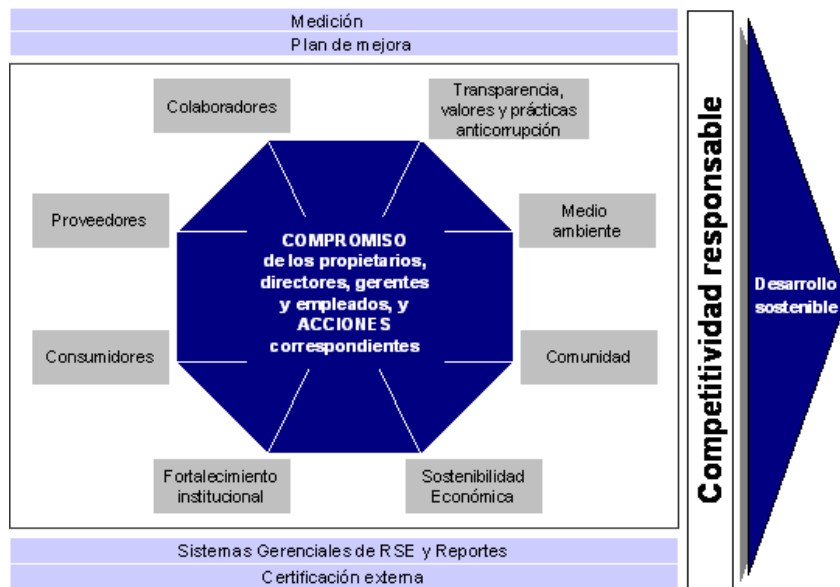 Medición
Plan de mejora
Colaboradores
Transparencia,
valores y prácticas
anticorrupción
Proveedores
Medio
ambiente
COMPROMISO
de los propietarios,
directores, gerentes
y empleados, y
ACCIONES
correspondientes
Consumidores
Comunidad
Fortalecimiento
institucional
Sostenibilidad
Económica
Sistemas Gerenciales de RSE y Reportes
Certificación externa
Competitividad responsable
Desarrollo
sostenible